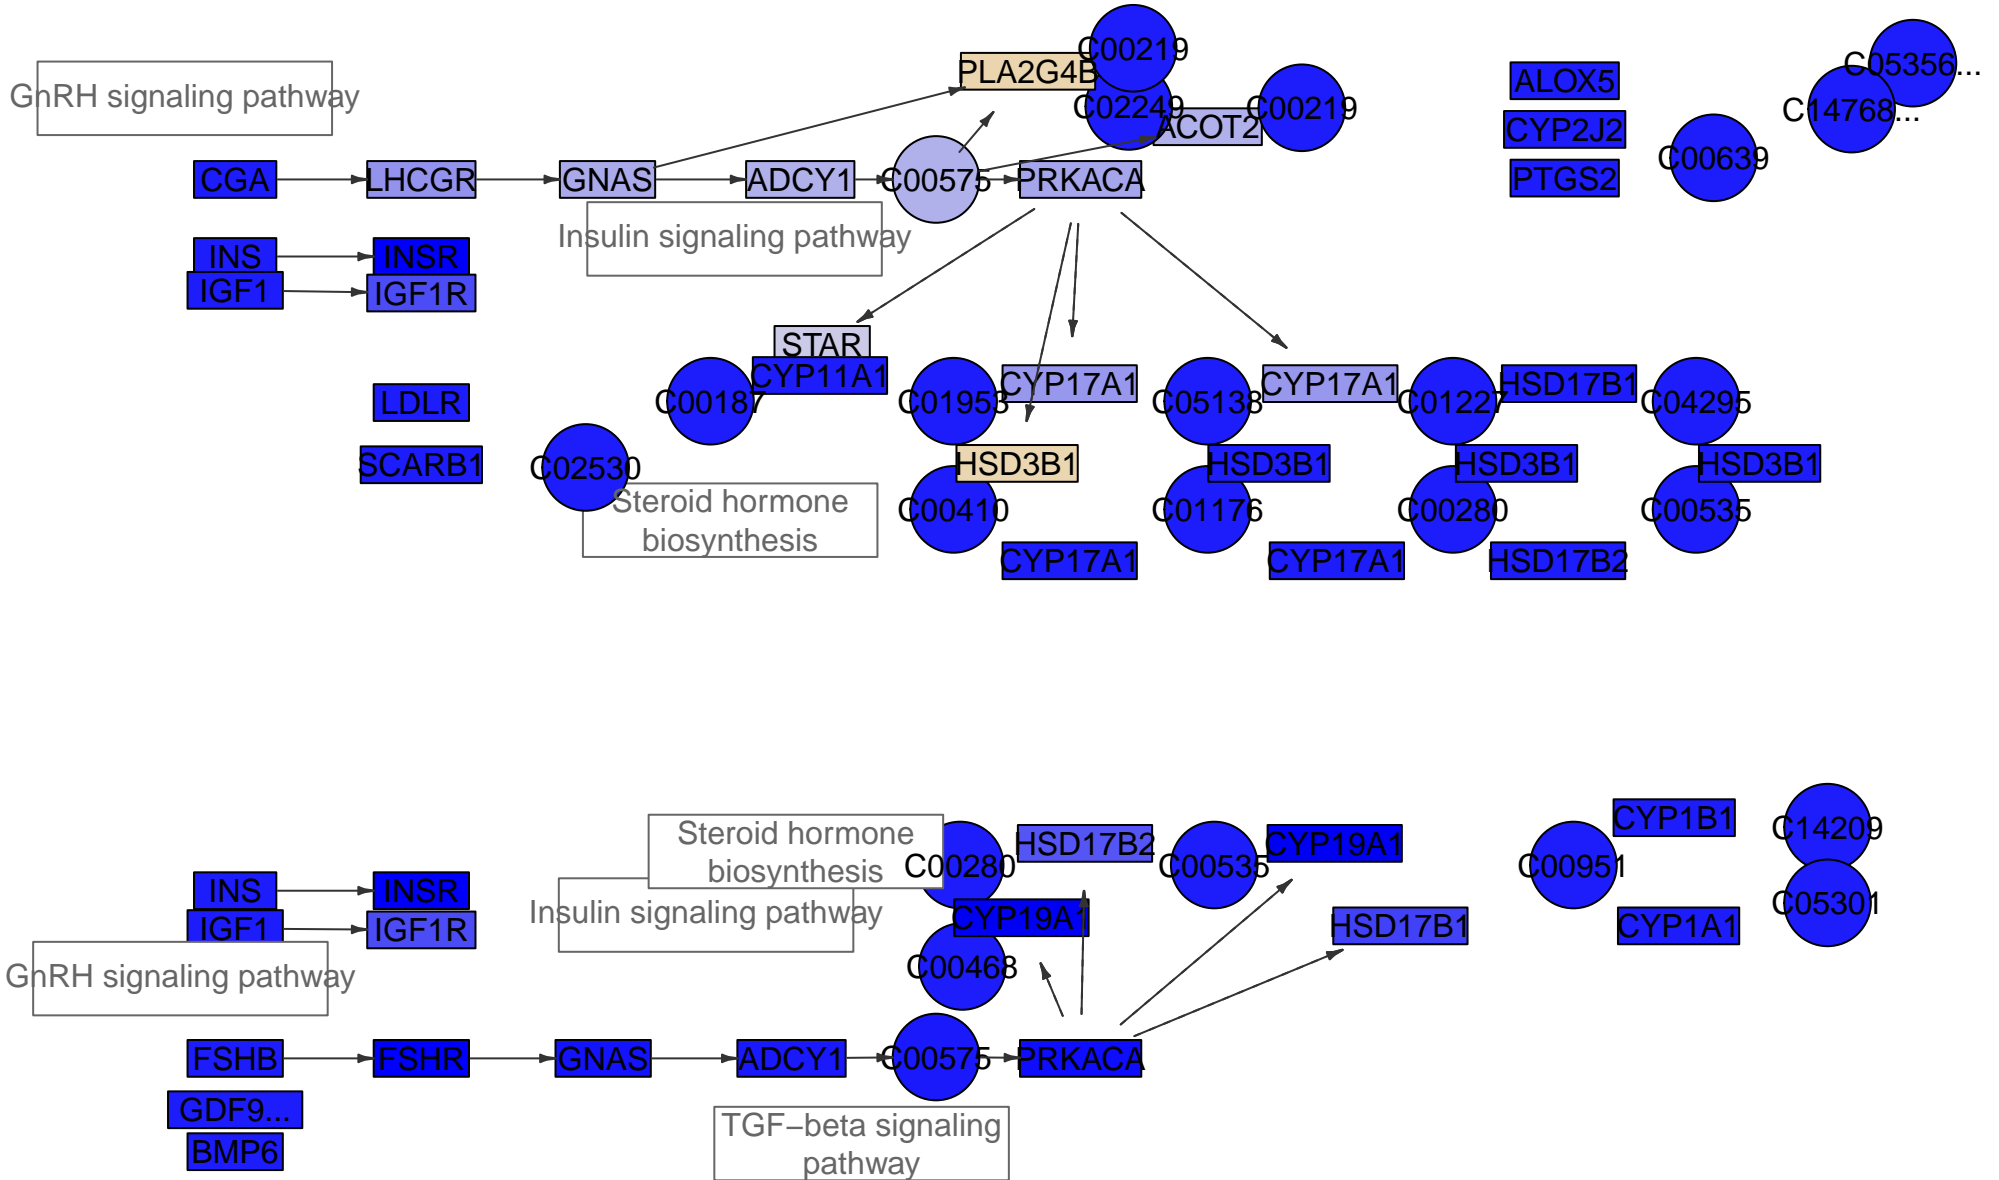 C00219
PLA2G4B
C05356...
ALOX5
GnRH signaling pathway
C02249
C00219
C14768...
ACOT2
CYP2J2
C00639
CGA
LHCGR
GNAS
ADCY1
C00575
PRKACA
PTGS2
Insulin signaling pathway
INS
INSR
IGF1
IGF1R
STAR
CYP11A1
CYP17A1
CYP17A1
HSD17B1
LDLR
C00187
C01953
C05138
C01227
C04295
SCARB1
C02530
HSD3B1
HSD3B1
HSD3B1
HSD3B1
Steroid hormone
biosynthesis
C00410
C01176
C00280
C00535
CYP17A1
CYP17A1
HSD17B2
CYP1B1
C14209
Steroid hormone
biosynthesis
C00280
HSD17B2
C00535
CYP19A1
C00951
INS
INSR
C05301
Insulin signaling pathway
CYP19A1
HSD17B1
CYP1A1
IGF1
IGF1R
GnRH signaling pathway
C00468
FSHB
FSHR
GNAS
ADCY1
C00575
PRKACA
GDF9...
TGF−beta signaling
pathway
BMP6